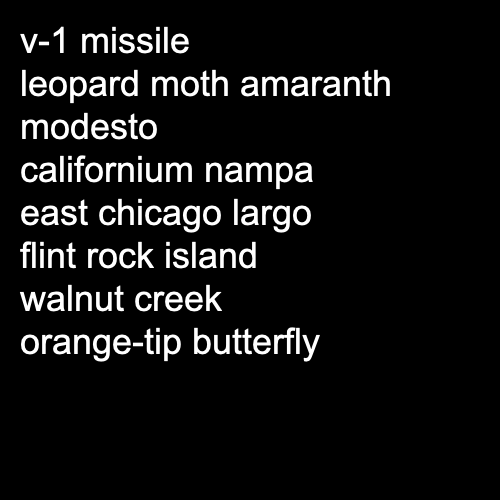 v-1 missile
leopard moth amaranth
modesto
californium nampa
east chicago largo
flint rock island
walnut creek
orange-tip butterfly